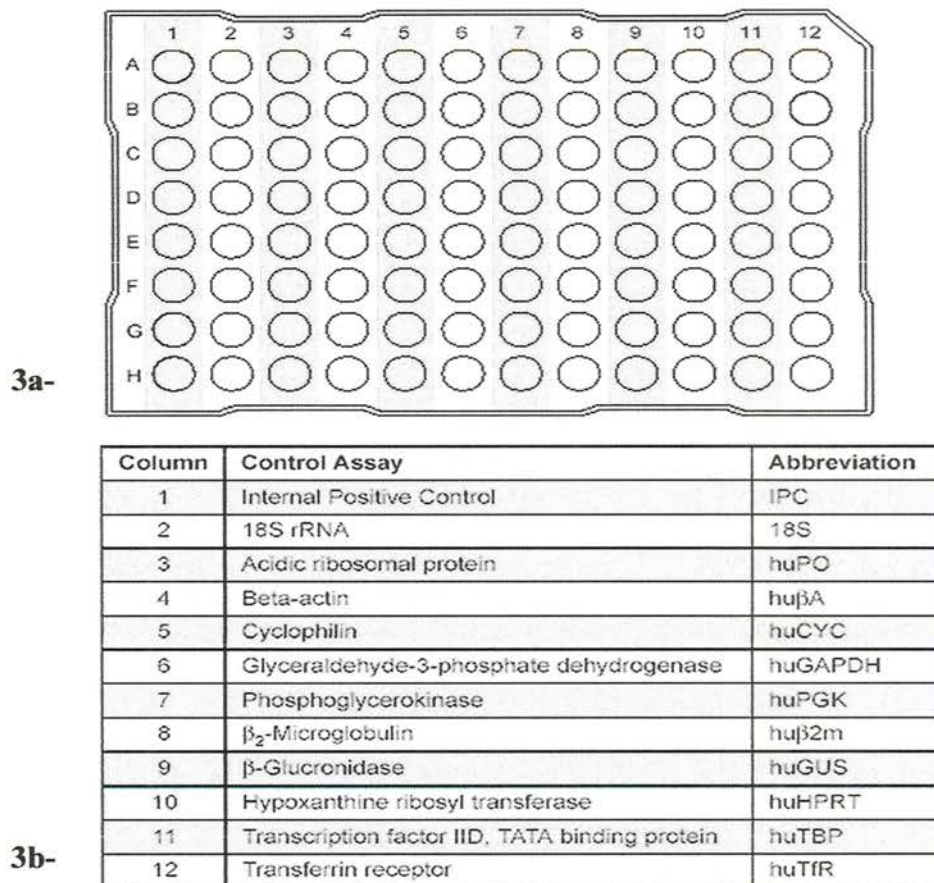 1 2 3 4 5 6 7 8 9 10 11 12
A
B
C
D
E
F
G
H
3a-
Column Control Assay Abbreviation
1 Internal Positive Control IPC
2 18S rRNA 18S
3 Acidic ribosomal protein huPO
4 Beta-actin huβA
5 Cyclophilin huCYC
6 Glyceraldehyde-3-phosphate dehydrogenase huGAPDH
7 Phosphoglycerokinase huPGK
8 β2-Microglobulin huβ2m
9 β-Glucronidase huGUS
10 Hypoxanthine ribosyl transferase huHPRT
11 Transcription factor IID, TATA binding protein huTBP
3b-
12 Transferrin receptor huTfR